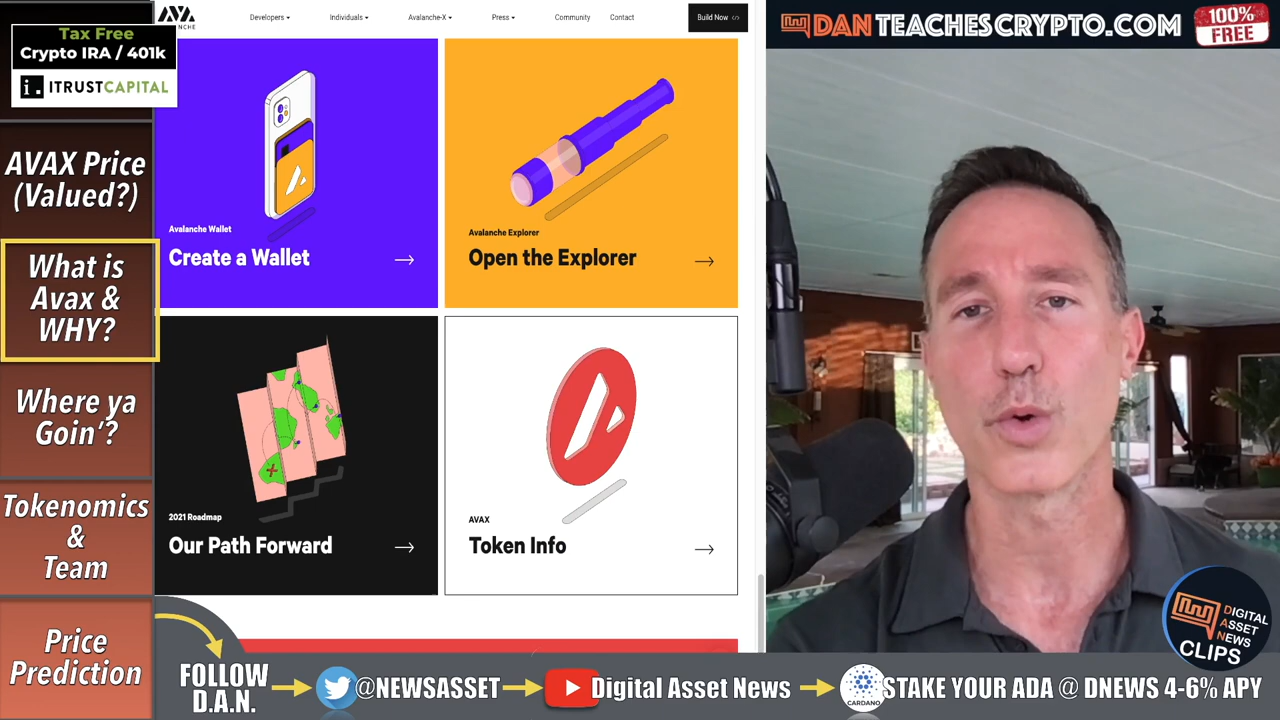 Tax Free
Crypto IRA / 401k
i.
ITRUSTCAPITAL
AVAX Price
(Valued?)
What is
Avax &
WHY?
Where ya
Goin'?
Tokenomics
&
Team
Price
Prediction
Developers
Individuals
Avalanche-X
Press
Community
Contact
Build Now </>
Avalanche Wallet
Create a Wallet
Avalanche Explorer
Open the Explorer
2021 Roadmap
Our Path Forward
AVAX
Token Info
DANTEACHESCRYPTO.COM
100%
FREE
DIGITAL
ASSET
NEWS
CLIPS
FOLLOW
D.A.N.
@NEWSASSET
Digital Asset News
CARDANO
STAKE YOUR ADA @ DNEWS 4-6% APY